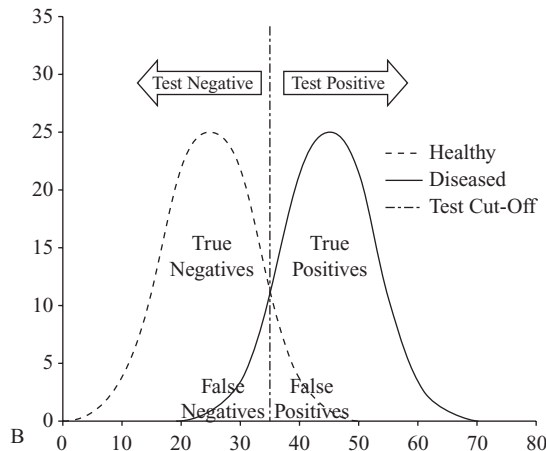 35
30
25
20
15
10
5
0
Test Negative
Test Positive
Healthy
Diseased
Test Cut-Off
True
Negatives
True
Positives
False
Negatives
False
Positives
B
0 10 20 30 40 50 60 70 80